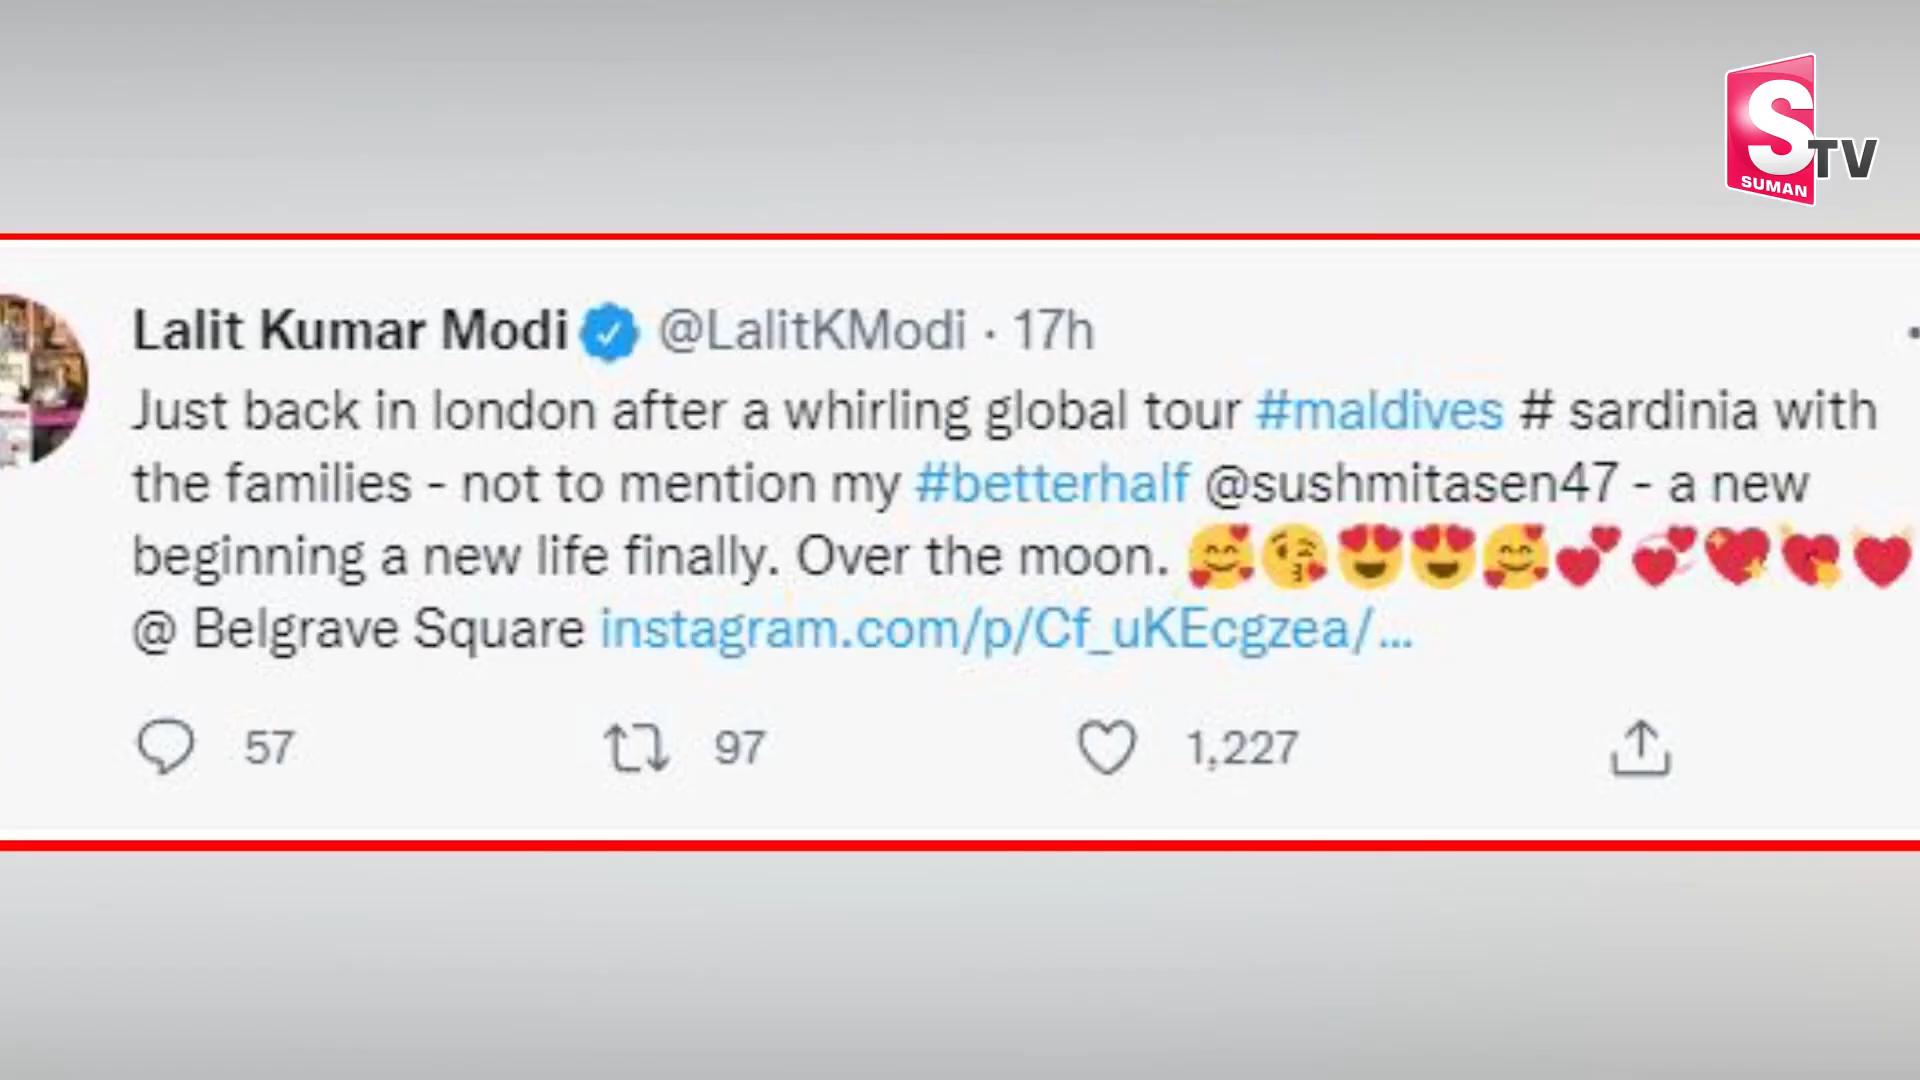 S TV
SUMAN
Lalit Kumar Modi @LalitKModi · 17h
Just back in london after a whirling global tour #maldives # sardinia with
the families - not to mention my #betterhalf @sushmitasen47 - a new
beginning a new life finally. Over the moon. 🥰😘😍😍🥰💕💞💖💘💓
@ Belgrave Square instagram.com/p/Cf_uKEcgzea/...
57 97 1,227